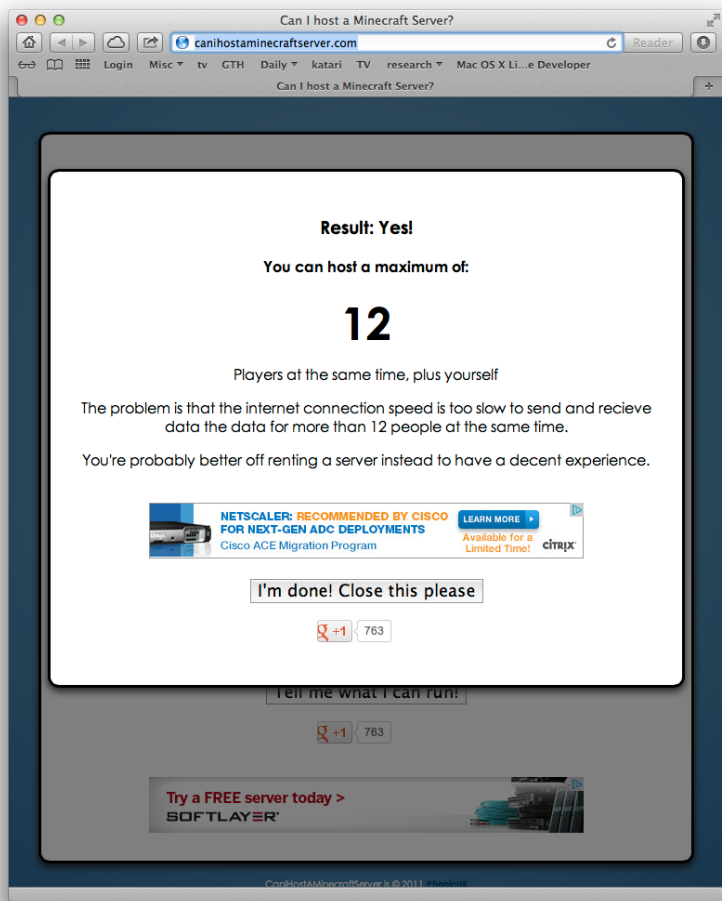 Can I host a Minecraft Server?
canihostaminecraftserver.com
Reader
Login Misc tv GTH Daily katari TV research Mac OS X Li...e Developer
Can I host a Minecraft Server?
Result: Yes!
You can host a maximum of:
12
Players at the same time, plus yourself
The problem is that the internet connection speed is too slow to send and recieve
data the data for more than 12 people at the same time.
You're probably better off renting a server instead to have a decent experience.
NETSCALER: RECOMMENDED BY CISCO
FOR NEXT-GEN ADC DEPLOYMENTS
Cisco ACE Migration Program
LEARN MORE
Available for a
Limited Time!
CITRIX
I'm done! Close this please
+1 763
Tell me what I can run!
+1 763
Try a FREE server today >
SOFTLAYER
CanIHostAMinecraftServer is © 2011 PhonicUK